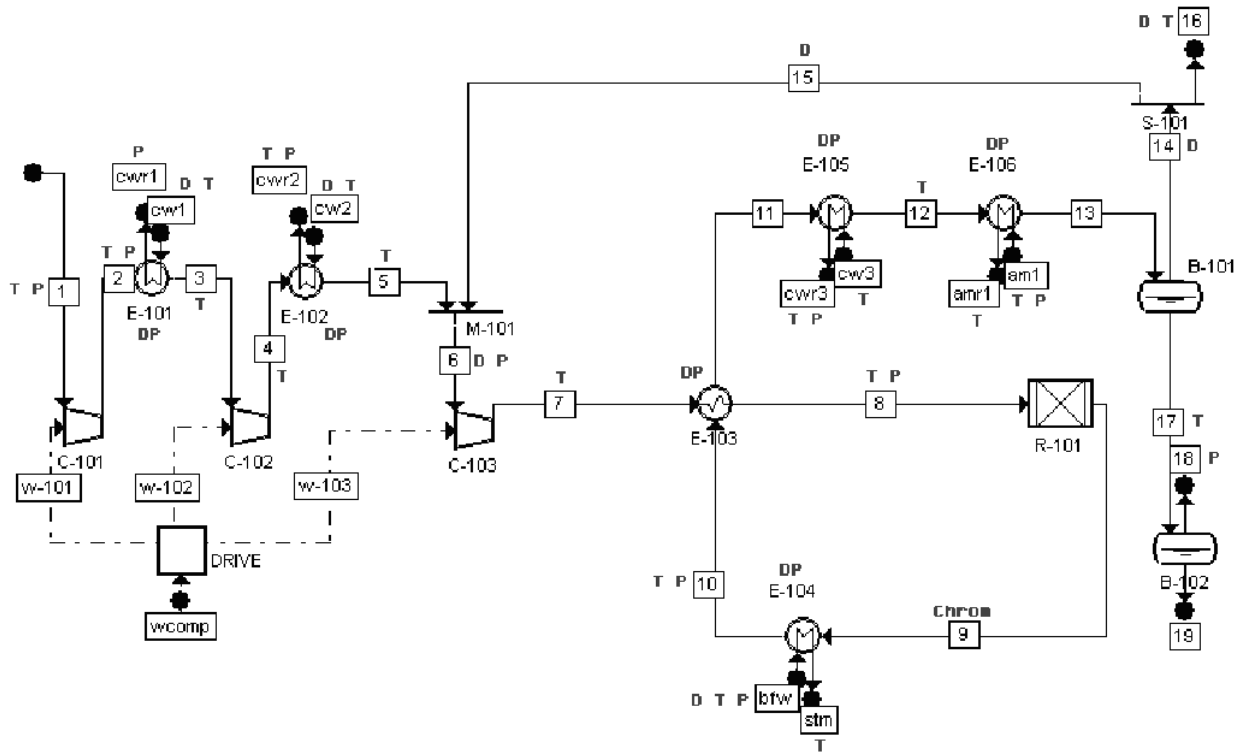 D T 16
D
15
S-101
14 D
P
cwr1
D T
cw1
T P
cwr2
D T
cw2
DP
E-105
DP
E-106
T P 1
T P
2
3
T
E-101
DP
4
T
E-102
DP
T
5
M-101
6 D P
11
T
12
13
cw3
T
cwr3
T P
am1
T P
amr1
T
B-101
C-101
C-102
C-103
T
7
DP
E-103
T P
8
R-101
17 T
18 P
w-101
w-102
w-103
DRIVE
wcomp
T P 10
DP
E-104
Chrom
9
B-102
19
D T P bfw
stm
T